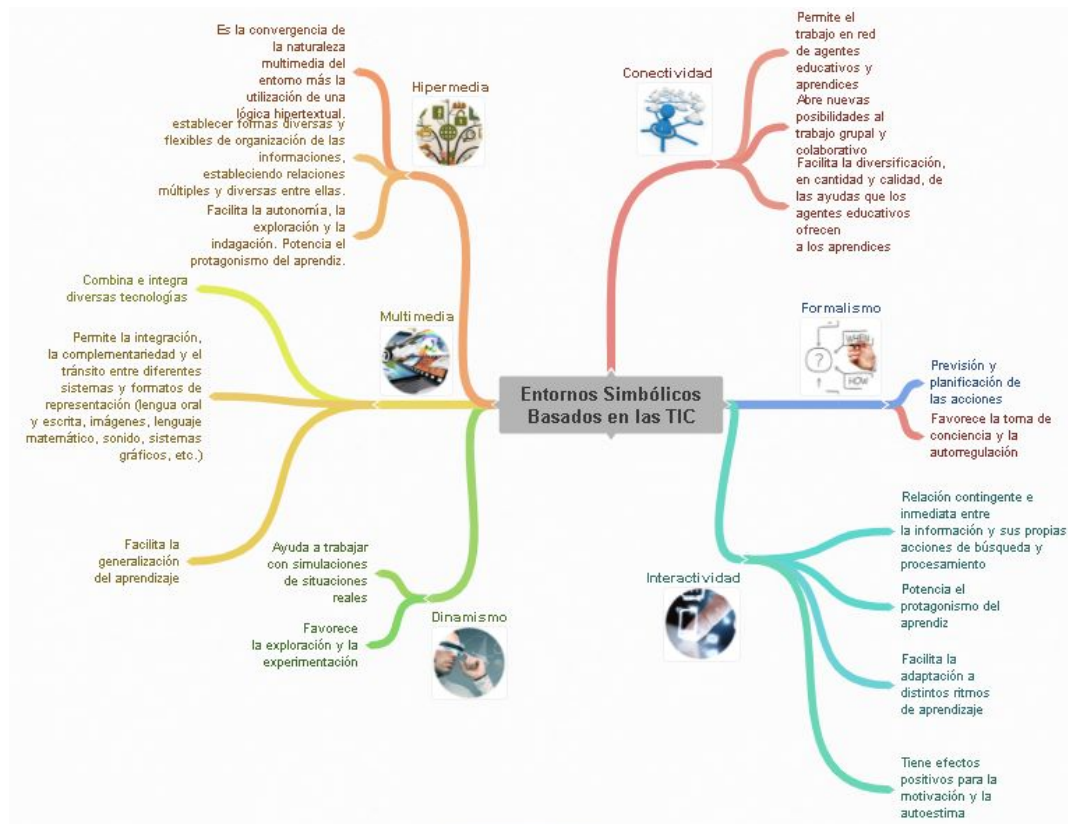 Entornos Simbólicos
Basados en las TIC
Hipermedia
Es la convergencia de
la naturaleza
multimedia del
entorno más la
utilización de una
lógica hipertextual.
establecer formas diversas y
flexibles de organización de las
informaciones,
estableciendo relaciones
múltiples y diversas entre ellas.
Facilita la autonomía, la
exploración y la
indagación. Potencia el
protagonismo del aprendiz.
Multimedia
Combina e integra
diversas tecnologías
Permite la integración,
la complementariedad y el
tránsito entre diferentes
sistemas y formatos de
representación (lengua oral
y escrita, imágenes, lenguaje
matemático, sonido, sistemas
gráficos, etc.)
Facilita la
generalización
del aprendizaje
Dinamismo
Ayuda a trabajar
con simulaciones
de situaciones
reales
Favorece
la exploración y la
experimentación
Conectividad
Permite el
trabajo en red
de agentes
educativos y
aprendices
Abre nuevas
posibilidades al
trabajo grupal y
colaborativo
Facilita la diversificación,
en cantidad y calidad, de
las ayudas que los
agentes educativos
ofrecen
a los aprendices
Formalismo
WHEN
?
HOW
Previsión y
planificación de
las acciones
Favorece la toma de
conciencia y la
autorregulación
Interactividad
Relación contingente e
inmediata entre
la información y sus propias
acciones de búsqueda y
procesamiento
Potencia el
protagonismo del
aprendiz
Facilita la
adaptación a
distintos ritmos
de aprendizaje
Tiene efectos
positivos para la
motivación y la
autoestima